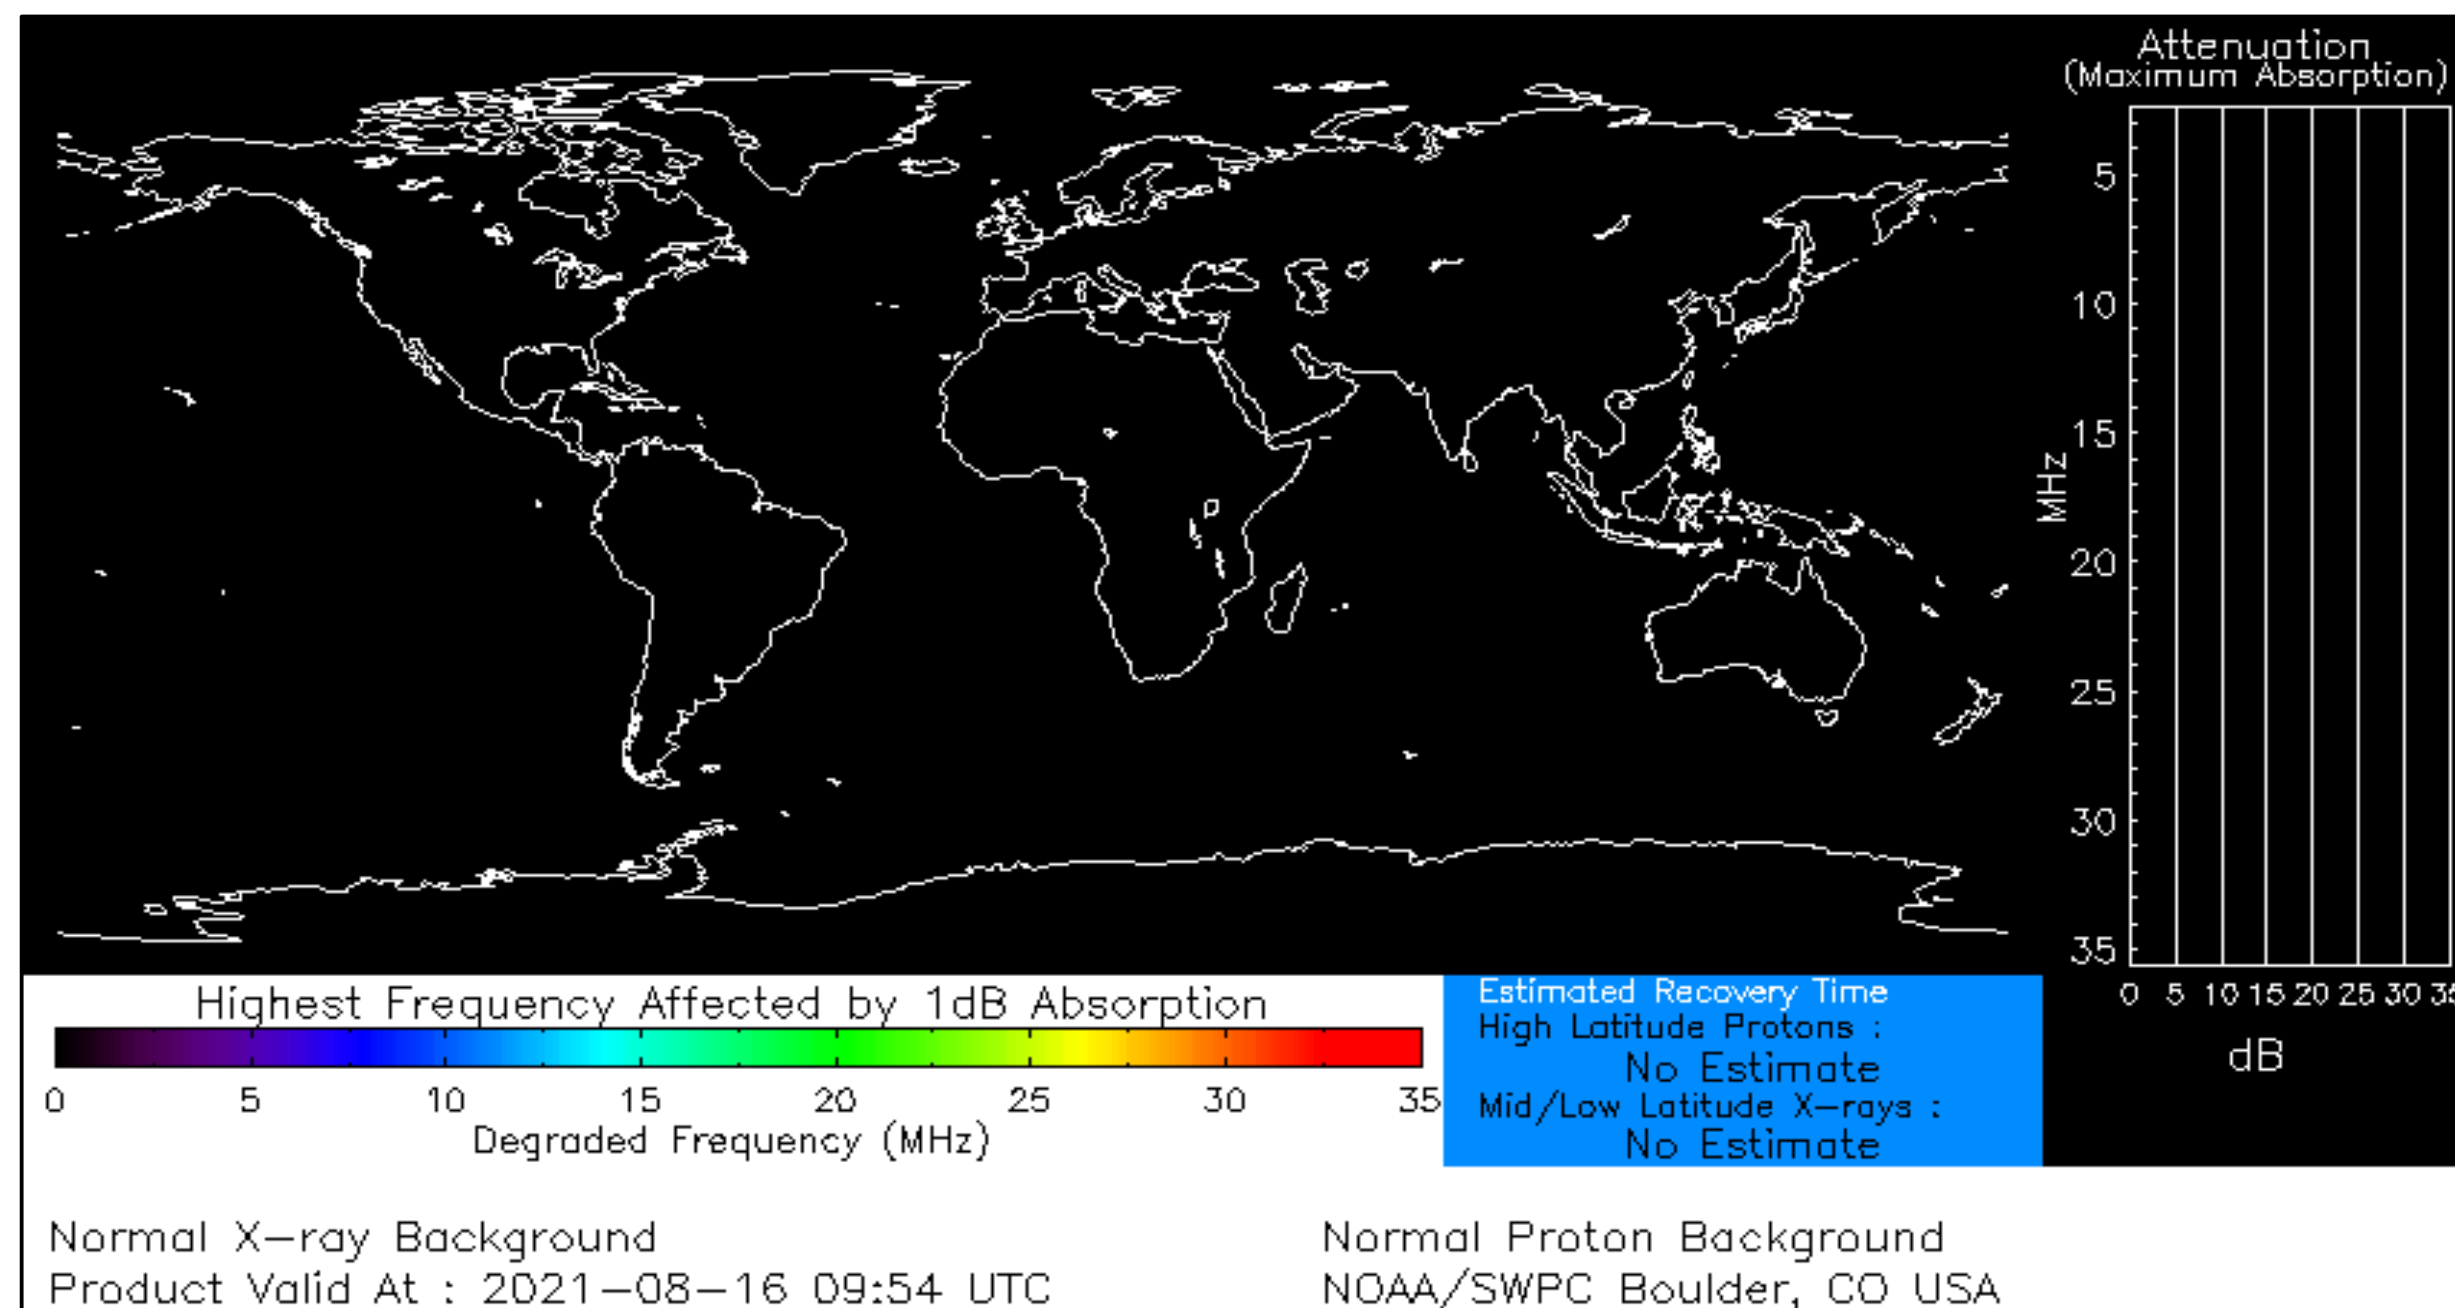 Attenuation
(Maximum Absorption)
5
10
15
20
25
30
35
MHz
0 5 10 15 20 25 30
dB
Highest Frequency Affected by 1dB Absorption
0 5 10 15 20 25 30 35
Degraded Frequency (MHz)
Estimated Recovery Time
High Latitude Protons :
No Estimate
Mid/Low Latitude X-rays :
No Estimate
Normal X-ray Background
Normal Proton Background
Product Valid At : 2021-08-16 09:54 UTC
NOAA/SWPC Boulder, CO USA